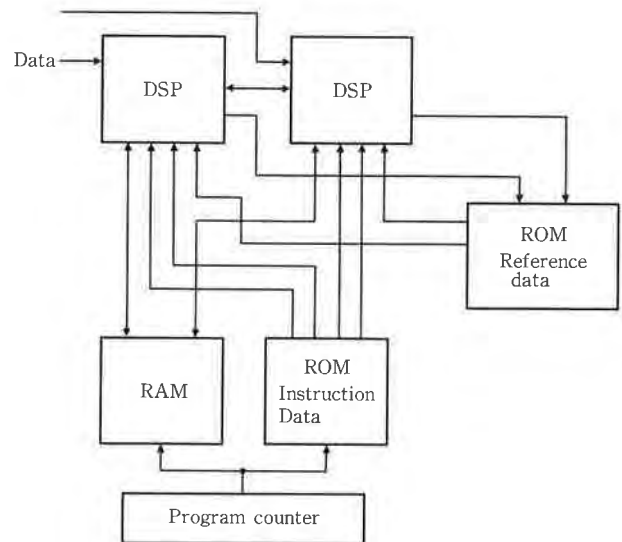 Data
DSP
DSP
ROM
Reference
data
RAM
ROM
Instruction
Data
Program counter